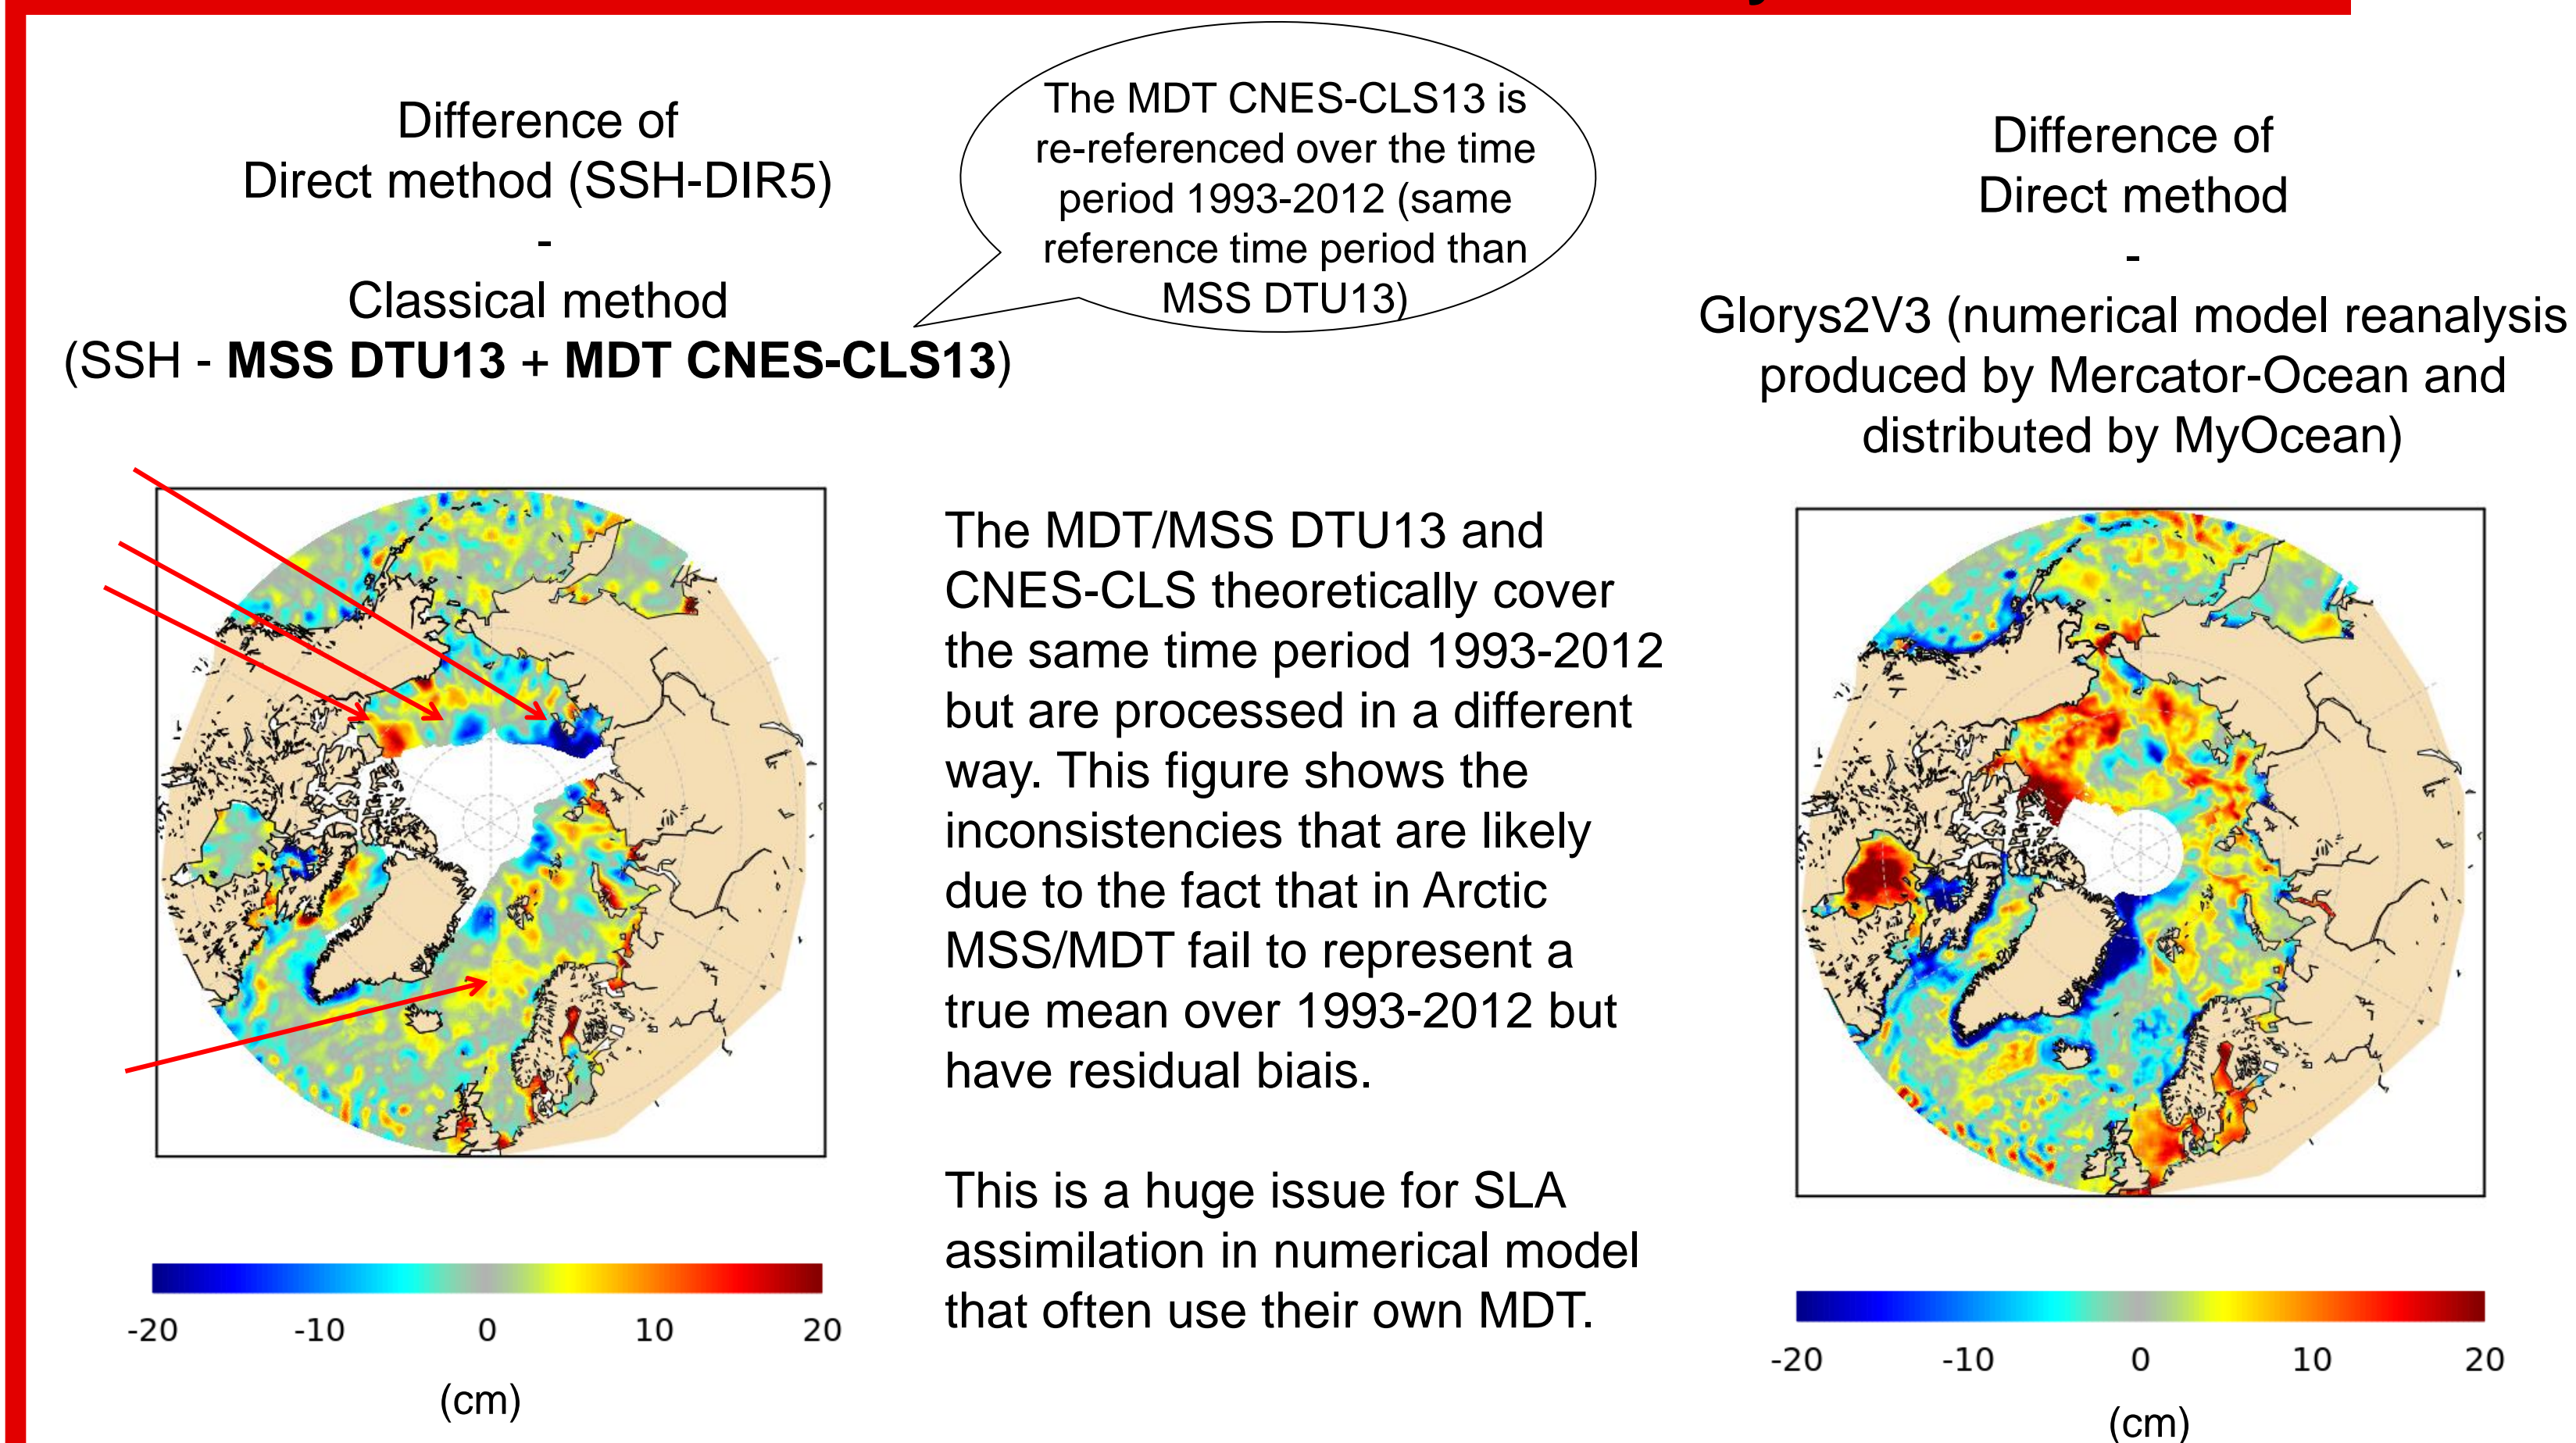 Difference of
Direct method (SSH-DIR5)
-
Classical method
(SSH - MSS DTU13 + MDT CNES-CLS13)
The MDT CNES-CLS13 is
re-referenced over the time
period 1993-2012 (same
reference time period than
MSS DTU13)
Difference of
Direct method
-
Glorys2V3 (numerical model reanalysis
produced by Mercator-Ocean and
distributed by MyOcean)
The MDT/MSS DTU13 and
CNES-CLS theoretically cover
the same time period 1993-2012
but are processed in a different
way. This figure shows the
inconsistencies that are likely
due to the fact that in Arctic
MSS/MDT fail to represent a
true mean over 1993-2012 but
have residual biais.
This is a huge issue for SLA
assimilation in numerical model
that often use their own MDT.
-20 -10 0 10 20
(cm)
-20 -10 0 10 20
(cm)